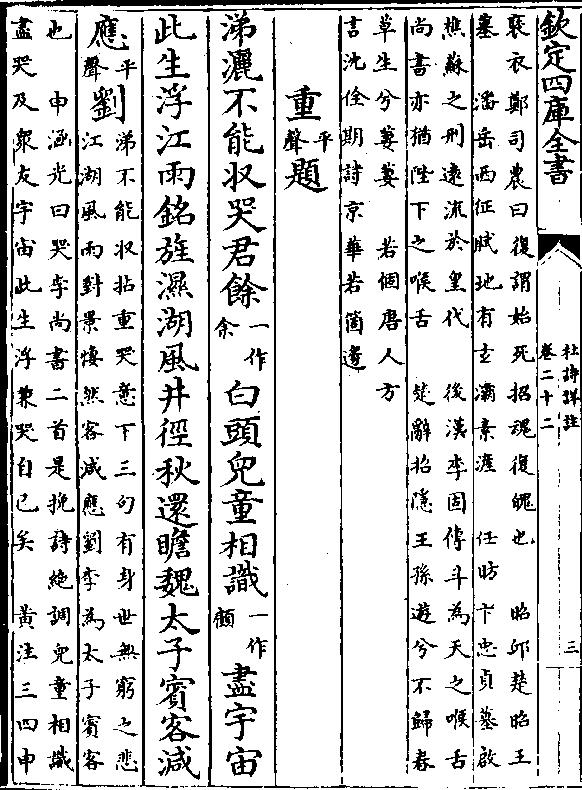 欽定四庫全書
杜詩詳註
卷二十二
三
褎衣鄭司農曰復謂始死招魂復魄也 昭邱楚昭王
墓 潘岳西征賦地有玄灞素滻 任昉卞忠貞墓啟
樵蘇之刑遠流於皇代 後漢李固傳斗為天之喉舌
尚書亦猶陛下之喉舌 楚辭招隱王孫遊兮不歸春
草生兮萋萋 若個唐人方
言沈佺期詩京華若箇邊
重平聲題
涕灑不能収哭君餘一作余白頭兒童相識一作顧盡宇宙
此生浮江雨銘旌濕湖風井徑秋還瞻魏太子賓客減
應平聲劉
涕不能収拈重哭意下三句有身世無窮之悲
江湖風雨對景悽然客减應劉李為太子賓客
也 申涵光曰哭李尚書二首是挽詩絶調兒童相識
盡哭及衆友宇宙此生浮兼哭自己矣 黃注三四申